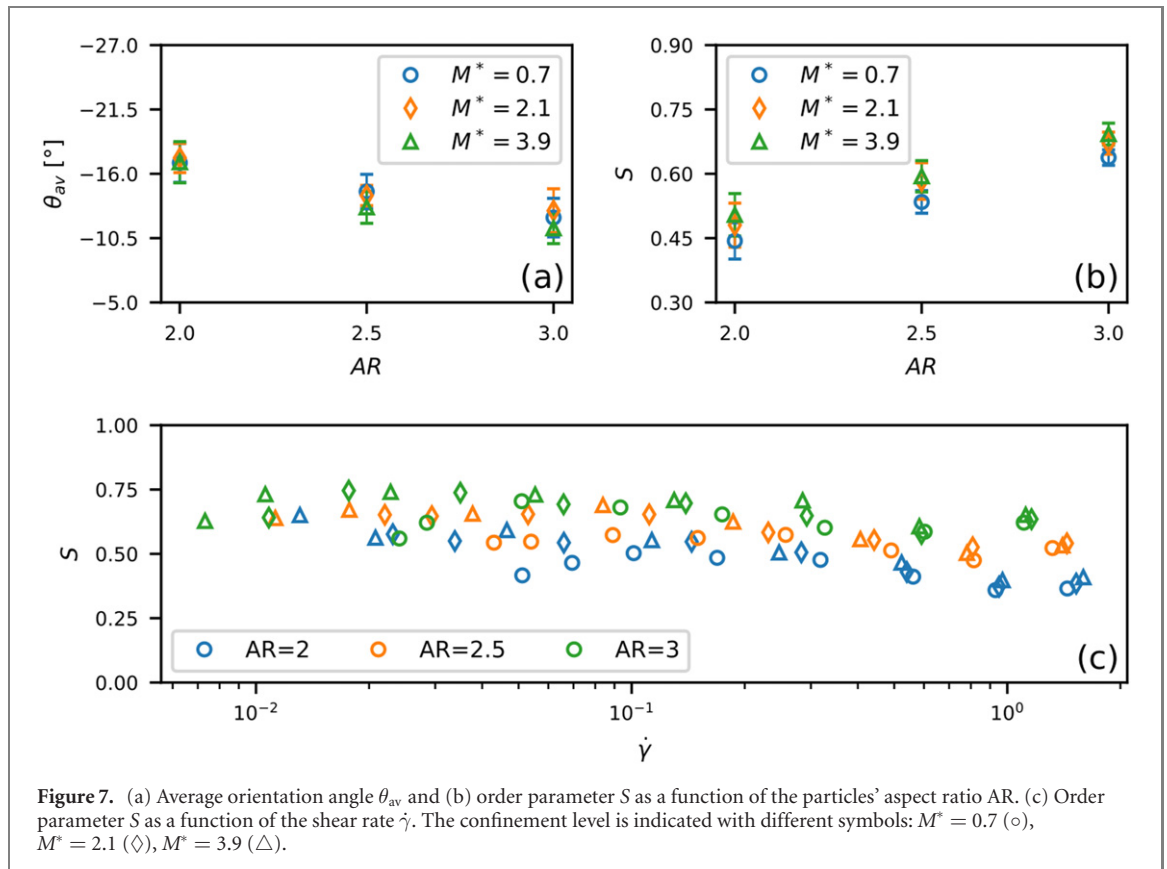 −27.0
−21.5
−16.0
−10.5
−5.0
θav [°]
M* = 0.7
M* = 2.1
M* = 3.9
(a)
2.0 2.5 3.0
AR
0.90
0.75
0.60
0.45
0.30
S
M* = 0.7
M* = 2.1
M* = 3.9
(b)
2.0 2.5 3.0
AR
1.00
0.75
0.50
0.25
0.00
S
AR=2 AR=2.5 AR=3
(c)
10⁻² 10⁻¹ 10⁰
γ̇
Figure 7. (a) Average orientation angle θav and (b) order parameter S as a function of the particles’ aspect ratio AR. (c) Order
parameter S as a function of the shear rate γ̇. The confinement level is indicated with different symbols: M* = 0.7 (○),
M* = 2.1 (◇), M* = 3.9 (△).